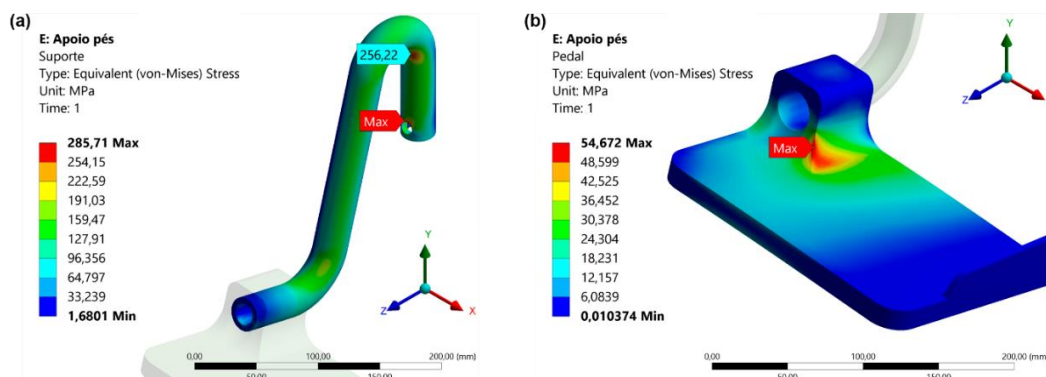 (a)
E: Apoio pés
Suporte
Type: Equivalent (von-Mises) Stress
Unit: MPa
Time: 1
285,71 Max
254,15
222,59
191,03
159,47
127,91
96,356
64,797
33,239
1,6801 Min
256,22
Max
Y
Z
X
0,00
100,00
200,00 (mm)
50,00
150,00
(b)
E: Apoio pés
Pedal
Type: Equivalent (von-Mises) Stress
Unit: MPa
Time: 1
54,672 Max
48,599
42,525
36,452
30,378
24,304
18,231
12,157
6,0839
0,010374 Min
Max
Y
Z
X
0,00
100,00
200,00 (mm)
50,00
150,00